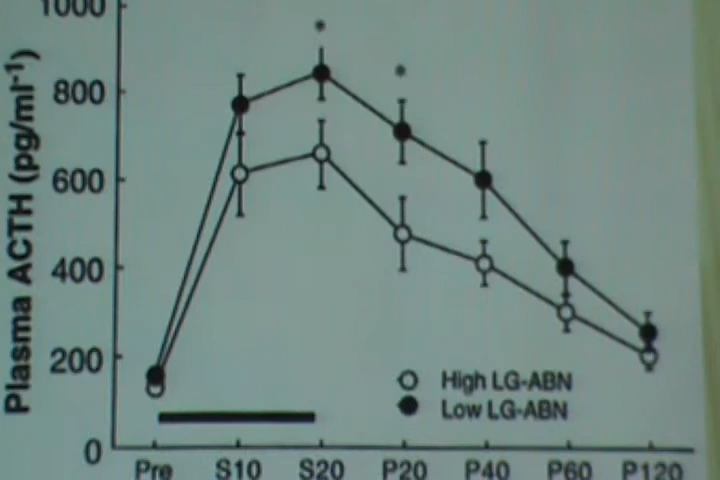 1000
800
600
400
200
0
Plasma ACTH (pg/ml-1)
*
*
High LG-ABN
Low LG-ABN
Pre S10 S20 P20 P40 P60 P120